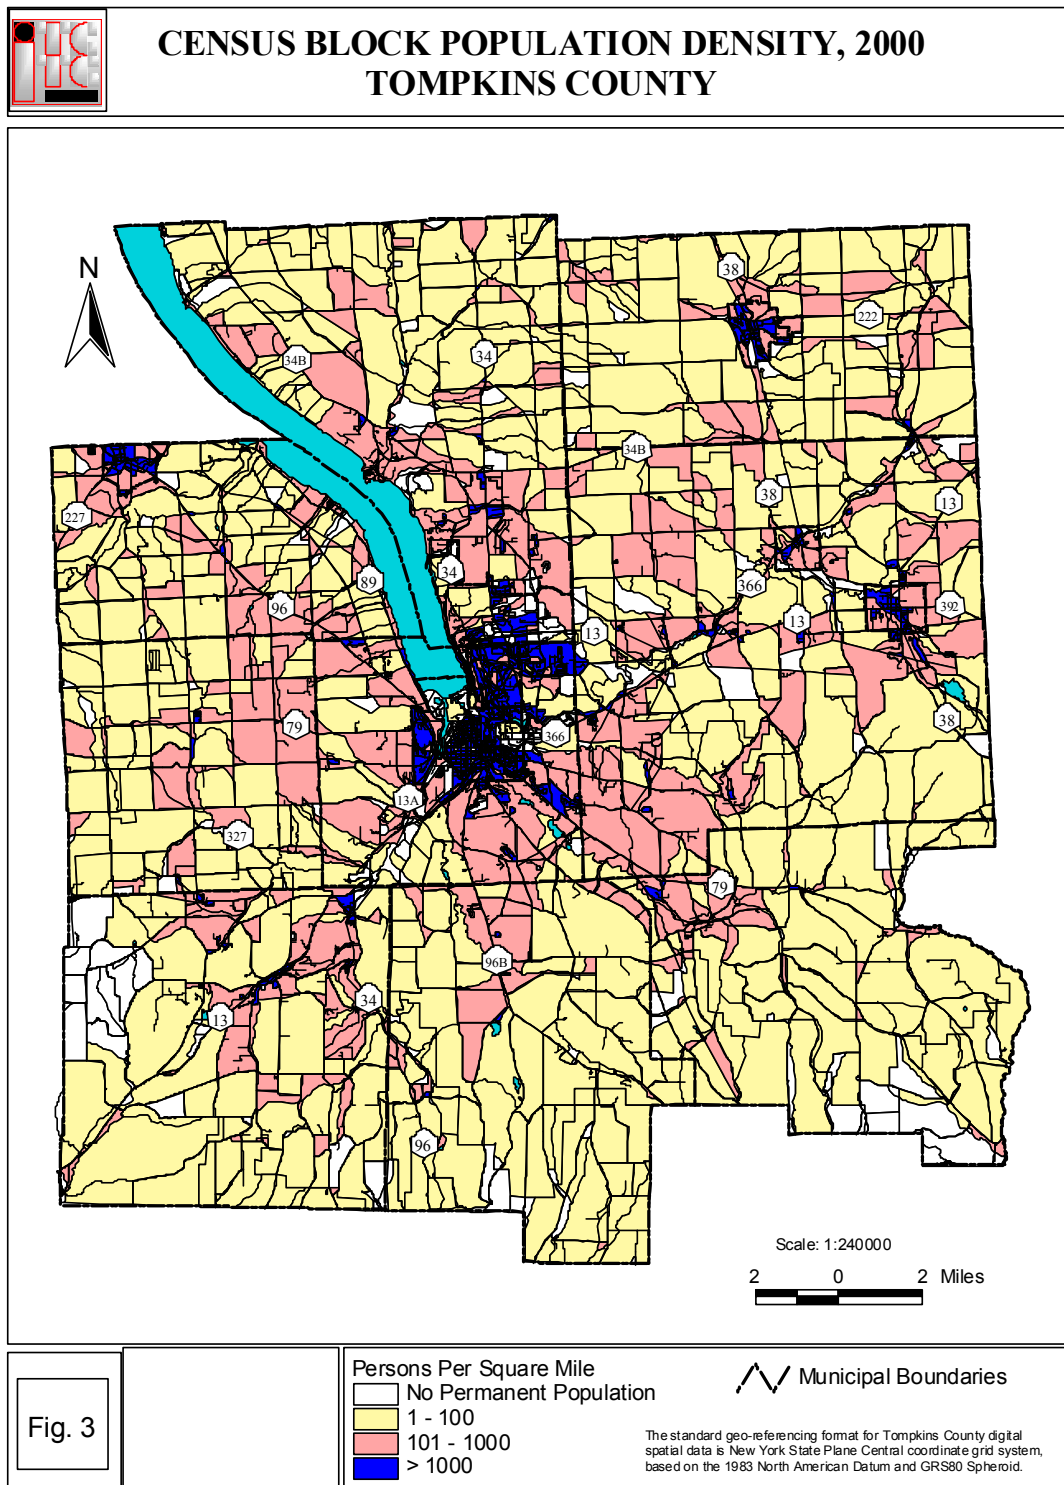 CENSUS BLOCK POPULATION DENSITY, 2000
TOMPKINS COUNTY
N
38
222
34B
34
34B
38
13
227
89
34
366
392
96
13
13
38
79
366
13A
327
79
96B
34
13
96
Scale: 1:240000
2 0 2 Miles
Fig. 3
Persons Per Square Mile
No Permanent Population
1 - 100
101 - 1000
> 1000
Municipal Boundaries
The standard geo-referencing format for Tompkins County digital
spatial data is New York State Plane Central coordinate grid system,
based on the 1983 North American Datum and GRS80 Spheroid.